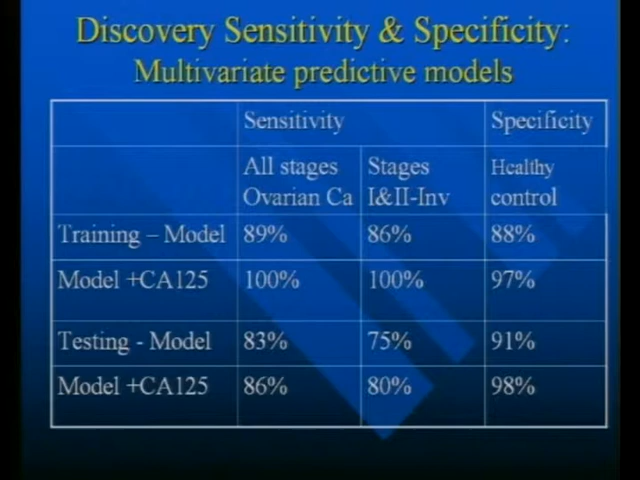 Discovery Sensitivity & Specificity:
Multivariate predictive models
Sensitivity Specificity
All stages Ovarian Ca Stages I&II-Inv Healthy control
Training – Model 89% 86% 88%
Model +CA125 100% 100% 97%
Testing - Model 83% 75% 91%
Model +CA125 86% 80% 98%